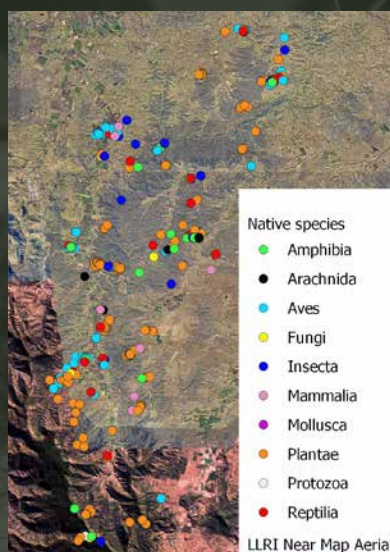 Native species
Amphibia
Arachnida
Aves
Fungi
Insecta
Mammalia
Mollusca
Plantae
Protozoa
Reptilia
LLRI Near Map Aeria